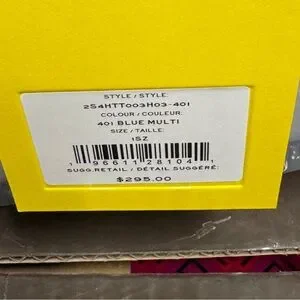 STYLE / STYLE:
2S4HTT003H03-401
COLOUR / COULEUR:
401 BLUE MULTI
SIZE / TAILLE:
1SZ
1 96611 28104 1
SUGG.RETAIL / DÉTAIL SUGGÉRÉ:
$295.00